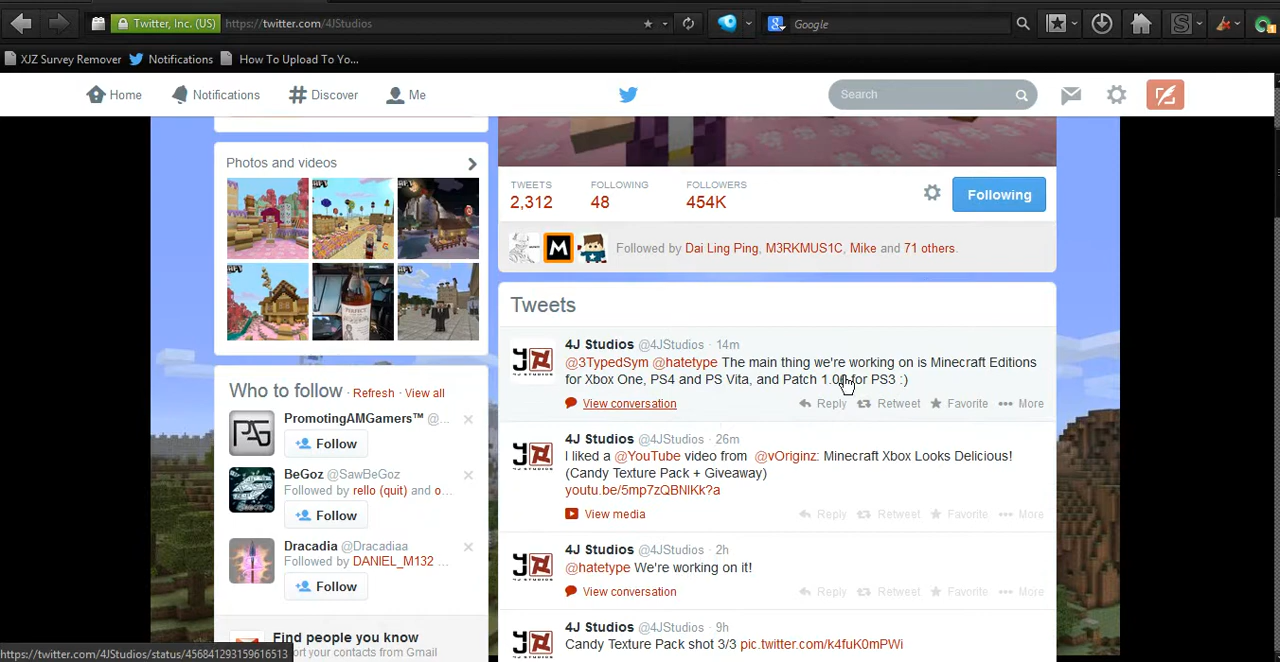 Twitter, Inc. (US) https://twitter.com/4JStudios Google
XJZ Survey Remover Notifications How To Upload To Yo...
Home Notifications Discover Me Search
Photos and videos
TWEETS FOLLOWING FOLLOWERS
2,312 48 454K Following
Followed by Dai Ling Ping, M3RKMUS1C, Mike and 71 others.
Tweets
4J Studios @4JStudios · 14m
@3TypedSym @hatetype The main thing we're working on is Minecraft Editions
for Xbox One, PS4 and PS Vita, and Patch for PS3 :)
View conversation Reply Retweet Favorite More
4J Studios @4JStudios · 26m
I liked a @YouTube video from @vOriginz: Minecraft Xbox Looks Delicious!
(Candy Texture Pack + Giveaway)
youtu.be/5mp7zQBNlKk?a
View media Reply Retweet Favorite More
4J Studios @4JStudios · 2h
@hatetype We're working on it!
View conversation Reply Retweet Favorite More
4J Studios @4JStudios · 9h
Candy Texture Pack shot 3/3 pic.twitter.com/k4fuK0mPWi
Who to follow · Refresh · View all
PromotingAMGamers™ @...
Follow
BeGoz @SawBeGoz
Followed by rello (quit) and o...
Follow
Dracadia @Dracadiaa
Followed by DANIEL_M132 ...
Follow
Find people you know
port your contacts from Gmail
https://twitter.com/4JStudios/status/456841293159616513